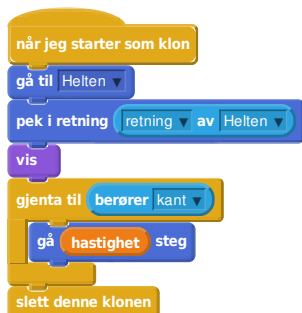 når jeg starter som klon
gå til Helten
pek i retning retning av Helten
vis
gjenta til berører kant
gå hastighet steg
slett denne klonen